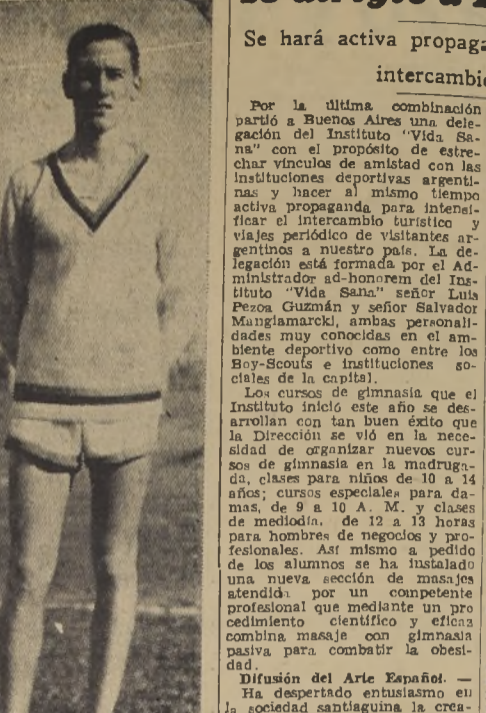 Se hará activa propaga
intercambi
Por la última combinación
partió a Buenos Aires una dele-
gación del Instituto "Vida Sa-
na" con el propósito de estre-
char vínculos de amistad con las
instituciones deportivas argenti-
nas y hacer al mismo tiempo
activa propaganda para intensi-
ficar el intercambio turístico y
viajes periódico de visitantes ar-
gentinos a nuestro país. La de-
legación está formada por el Ad-
ministrador ad-honorem del Ins-
tituto "Vida Sana" señor Luis
Pezoa Guzmán y señor Salvador
Mangiamarcki, ambas personali-
dades muy conocidas en el am-
biente deportivo como entre los
Boy-Scouts e instituciones so-
ciales de la capital.
Los cursos de gimnasia que el
Instituto inició este año se des-
arrollan con tan buen éxito que
la Dirección se vió en la nece-
sidad de organizar nuevos cur-
sos de gimnasia en la madruga-
da, clases para niños de 10 a 14
años; cursos especiales para da-
mas, de 9 a 10 A. M. y clases
de mediodía, de 12 a 13 horas
para hombres de negocios y pro-
fesionales. Así mismo a pedido
de los alumnos se ha instalado
una nueva sección de masajes
atendida por un competente
profesional que mediante un pro
cedimiento científico y eficaz
combina masaje con gimnasia
pasiva para combatir la obesi-
dad.
Difusión del Arte Español. —
Ha despertado entusiasmo en
la sociedad santiaguina la crea-